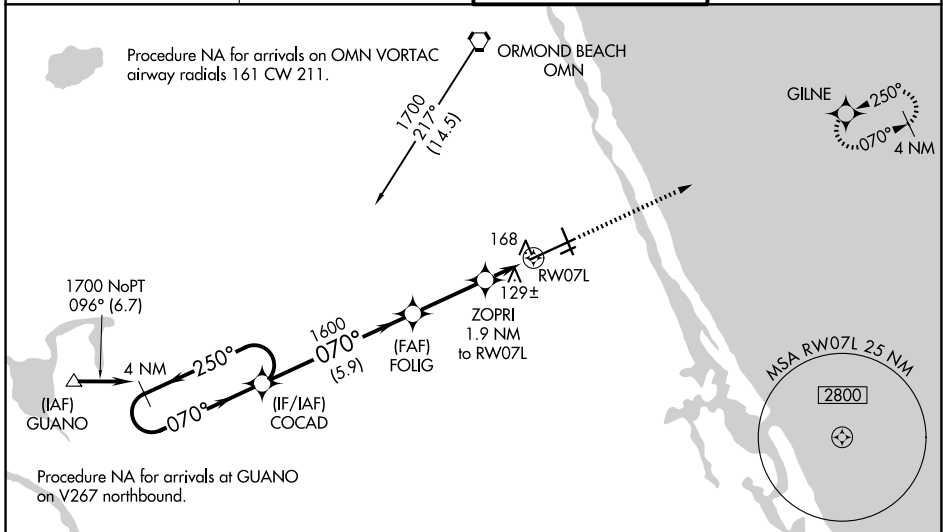 Procedure NA for arrivals on OMN VORTAC
airway radials 161 CW 211.
ORMOND BEACH
OMN
1700
217°
(14.5)
GILNE
250°
070°
4 NM
168
RW07L
129±
ZOPRI
1.9 NM
to RW07L
1700 NoPT
096° (6.7)
1600
070°
(5.9)
(FAF)
FOLIG
4 NM
250°
070°
(IAF)
GUANO
(IF/IAF)
COCAD
MSA RW07L 25 NM
2800
Procedure NA for arrivals at GUANO
on V267 northbound.